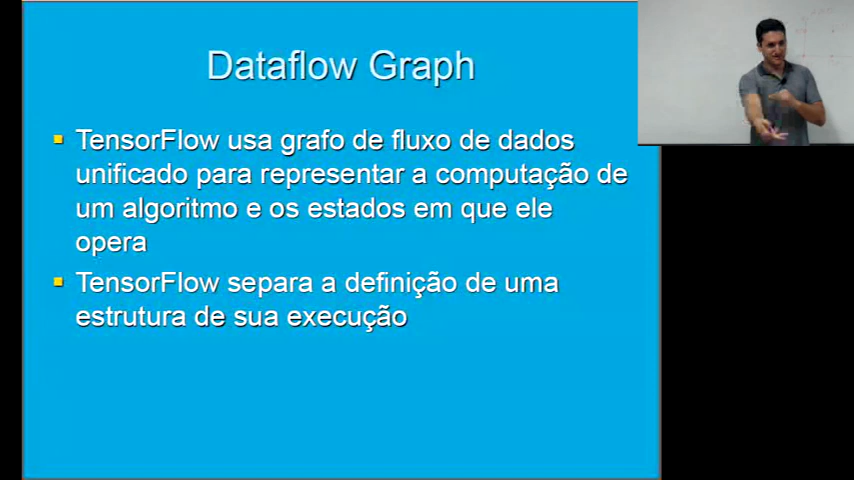 Dataflow Graph
TensorFlow usa grafo de fluxo de dados
unificado para representar a computação de
um algoritmo e os estados em que ele
opera
TensorFlow separa a definição de uma
estrutura de sua execução